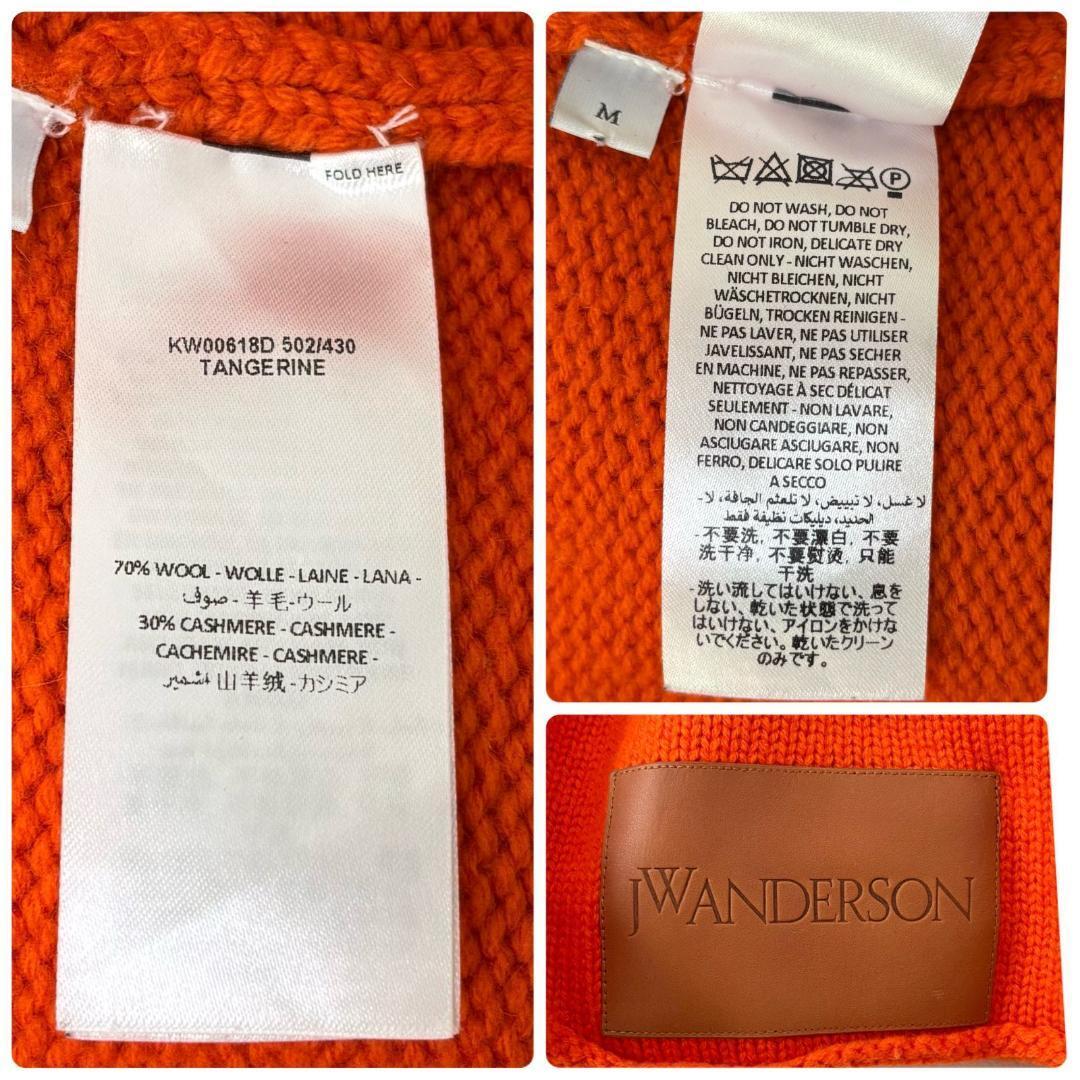 FOLD HERE
KW00618D 502/430
TANGERINE
70% WOOL - WOLLE - LAINE - LANA -
صوف - 羊毛-ウール
30% CASHMERE - CASHMERE -
CACHEMIRE - CASHMERE -
山羊绒 -カシミア
M
P
DO NOT WASH, DO NOT
BLEACH, DO NOT TUMBLE DRY,
DO NOT IRON, DELICATE DRY
CLEAN ONLY - NICHT WASCHEN,
NICHT BLEICHEN, NICHT
WÄSCHETROCKNEN, NICHT
BÜGELN, TROCKEN REINIGEN -
NE PAS LAVER, NE PAS UTILISER
JAVELISSANT, NE PAS SECHER
EN MACHINE, NE PAS REPASSER,
NETTOYAGE À SEC DÉLICAT
SEULEMENT - NON LAVARE,
NON CANDEGGIARE, NON
ASCIUGARE ASCIUGARE, NON
FERRO, DELICARE SOLO PULIRE
A SECCO
لا غسل، لا تبييض، لا تلعثم الجافة، لا -
الحديد، ديليكات نظيفة فقط
- 不要洗, 不要漂白, 不要
洗干净, 不要熨烫, 只能
干洗
- 洗い流してはいけない、息を
しない、乾いた状態で洗って
はいけない、アイロンをかけな
いでください。乾いたクリーン
のみです。
JWANDERSON